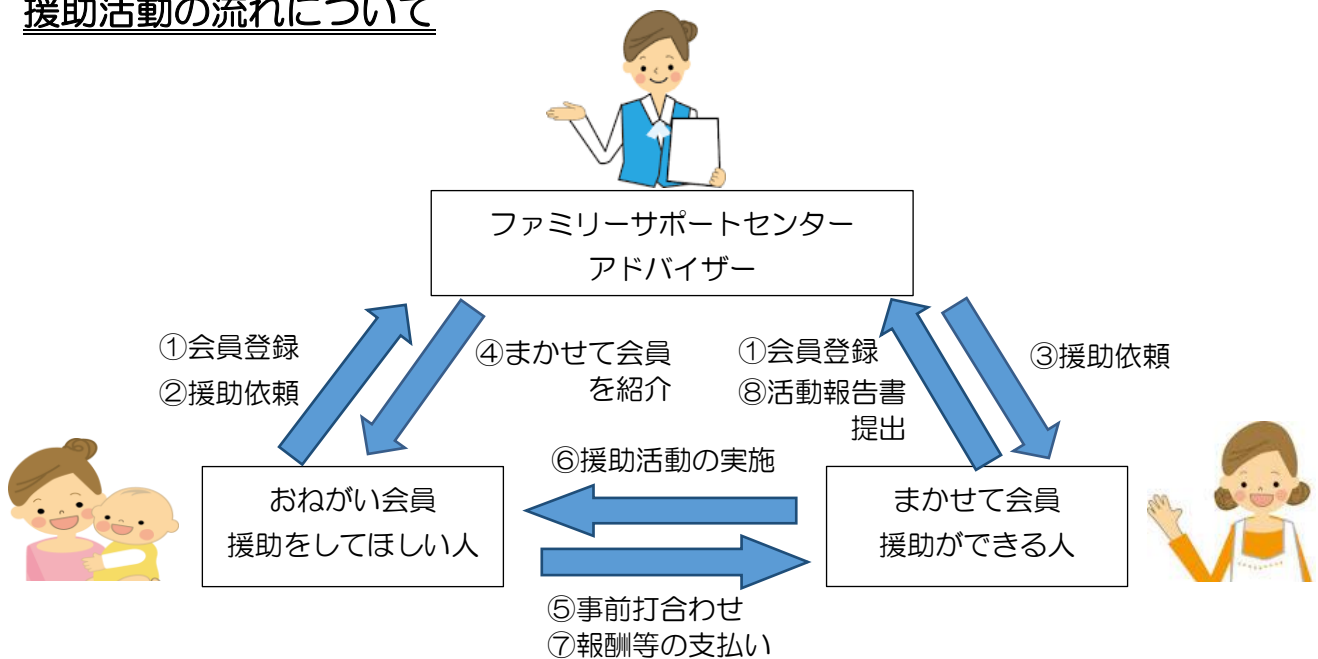 援助活動の流れについて
ファミリーサポートセンター
アドバイザー
①会員登録
②援助依頼
④まかせて会員
を紹介
①会員登録
⑧活動報告書
提出
③援助依頼
⑥援助活動の実施
おねがい会員
援助をしてほしい人
まかせて会員
援助ができる人
⑤事前打合わせ
⑦報酬等の支払い